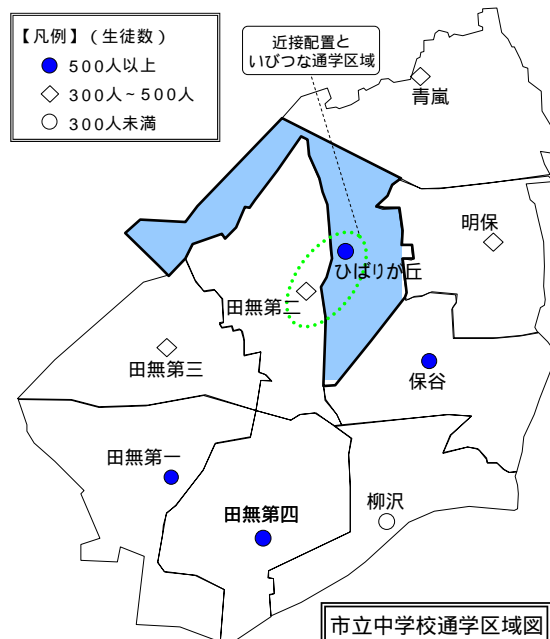 【凡例】（生徒数）
500人以上
300人~500人
300人未満
近接配置と
いびつな通学区域
青嵐
明保
ひばりが丘
田無第二
田無第三
保谷
田無第一
柳沢
田無第四
市立中学校通学区域図